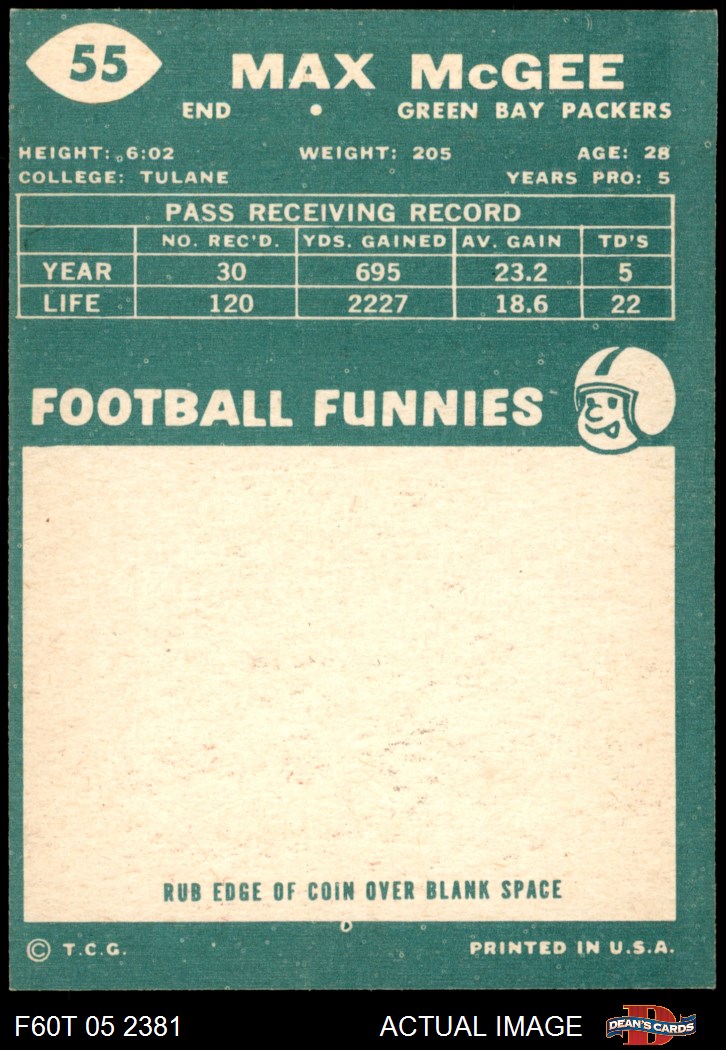 55
MAX McGEE
END • GREEN BAY PACKERS
HEIGHT: 6:02 WEIGHT: 205 AGE: 28
COLLEGE: TULANE YEARS PRO: 5
PASS RECEIVING RECORD
NO. REC'D. YDS. GAINED AV. GAIN TD'S
YEAR 30 695 23.2 5
LIFE 120 2227 18.6 22
FOOTBALL FUNNIES
RUB EDGE OF COIN OVER BLANK SPACE
© T.C.G. PRINTED IN U.S.A.
F60T 05 2381 ACTUAL IMAGE D DEAN'S CARDS